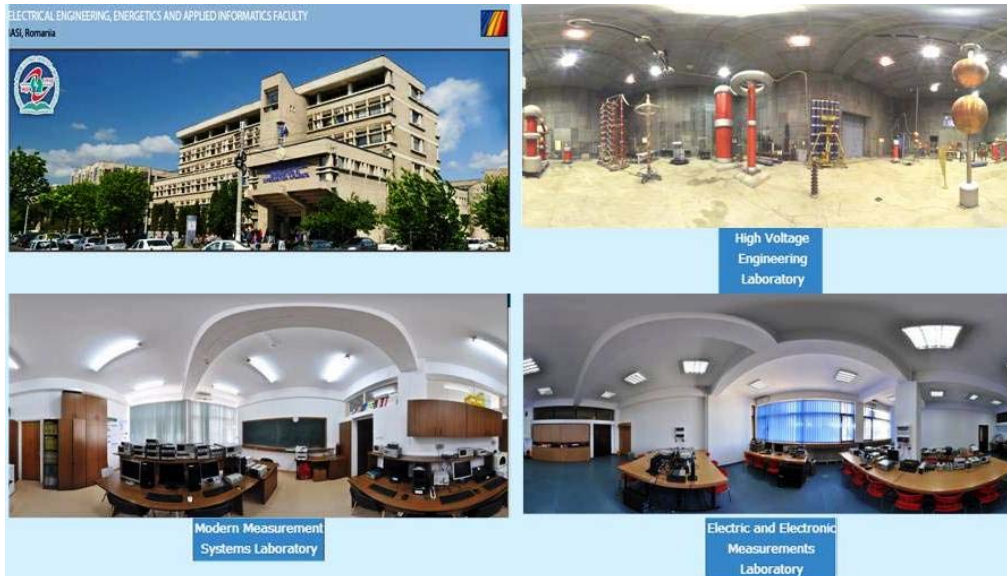 ELECTRICAL ENGINEERING, ENERGETICS AND APPLIED INFORMATICS FACULTY
IASI, Romania
High Voltage
Engineering
Laboratory
Modern Measurement
Systems Laboratory
Electric and Electronic
Measurements
Laboratory